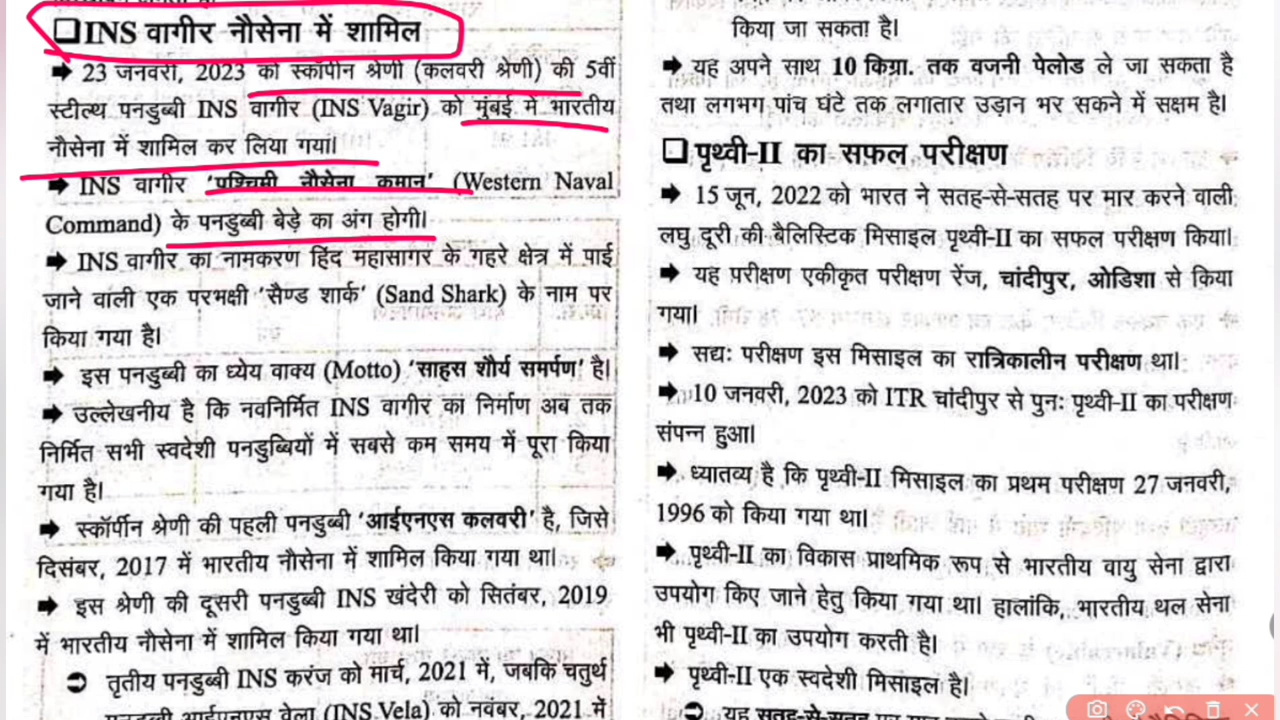 ❑INS वागीर नौसेना में शामिल
➡ 23 जनवरी, 2023 को स्कॉर्पीन श्रेणी (कलवरी श्रेणी) की 5वीं
स्टील्थ पनडुब्बी INS वागीर (INS Vagir) को मुंबई में भारतीय
नौसेना में शामिल कर लिया गया।
➡ INS वागीर 'पश्चिमी नौसेना कमान' (Western Naval
Command) के पनडुब्बी बेड़े का अंग होगी।
➡ INS वागीर का नामकरण हिंद महासागर के गहरे क्षेत्र में पाई
जाने वाली एक परभक्षी 'सैण्ड शार्क' (Sand Shark) के नाम पर
किया गया है।
➡ इस पनडुब्बी का ध्येय वाक्य (Motto) 'साहस शौर्य समर्पण' है।
➡ उल्लेखनीय है कि नवनिर्मित INS वागीर का निर्माण अब तक
निर्मित सभी स्वदेशी पनडुब्बियों में सबसे कम समय में पूरा किया
गया है।
➡ स्कॉर्पीन श्रेणी की पहली पनडुब्बी 'आईएनएस कलवरी' है, जिसे
दिसंबर, 2017 में भारतीय नौसेना में शामिल किया गया था।
➡ इस श्रेणी की दूसरी पनडुब्बी INS खंदेरी को सितंबर, 2019
में भारतीय नौसेना में शामिल किया गया था।
➲ तृतीय पनडुब्बी INS करंज को मार्च, 2021 में, जबकि चतुर्थ
पनडुब्बी आईएनएस वेला (INS Vela) को नवंबर, 2021 में
किया जा सकता है।
➡ यह अपने साथ 10 किग्रा. तक वजनी पेलोड ले जा सकता है
तथा लगभग पांच घंटे तक लगातार उड़ान भर सकने में सक्षम है।
❑ पृथ्वी-II का सफल परीक्षण
➡ 15 जून, 2022 को भारत ने सतह-से-सतह पर मार करने वाली
लघु दूरी की बैलिस्टिक मिसाइल पृथ्वी-II का सफल परीक्षण किया।
➡ यह परीक्षण एकीकृत परीक्षण रेंज, चांदीपुर, ओडिशा से किया
गया।
➡ सद्य: परीक्षण इस मिसाइल का रात्रिकालीन परीक्षण था।
➡ 10 जनवरी, 2023 को ITR चांदीपुर से पुन: पृथ्वी-II का परीक्षण
संपन्न हुआ।
➡ ध्यातव्य है कि पृथ्वी-II मिसाइल का प्रथम परीक्षण 27 जनवरी,
1996 को किया गया था।
➡ पृथ्वी-II का विकास प्राथमिक रूप से भारतीय वायु सेना द्वारा
उपयोग किए जाने हेतु किया गया था। हालांकि, भारतीय थल सेना
भी पृथ्वी-II का उपयोग करती है।
➡ पृथ्वी-II एक स्वदेशी मिसाइल है।
➲ यह सतह-से-सतह पर मार करने